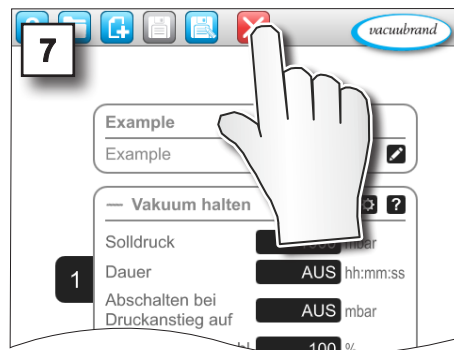 7
vacuubrand
Example
Example
— Vakuum halten
?
Solldruck mbar
1
Dauer AUS hh:mm:ss
Abschalten bei
Druckanstieg auf AUS mbar
100 %